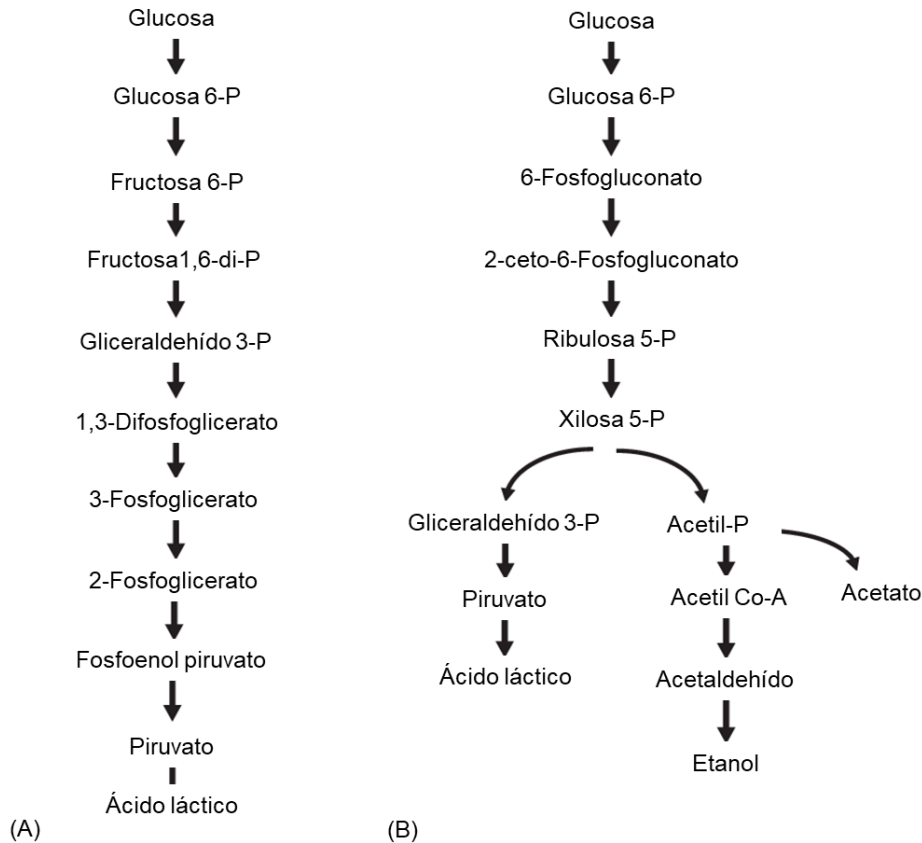 Glucosa
Glucosa 6-P
Fructosa 6-P
Fructosa1,6-di-P
Gliceraldehído 3-P
1,3-Difosfoglicerato
3-Fosfoglicerato
2-Fosfoglicerato
Fosfoenol piruvato
Piruvato
Ácido láctico
(A)
Glucosa
Glucosa 6-P
6-Fosfogluconato
2-ceto-6-Fosfogluconato
Ribulosa 5-P
Xilosa 5-P
Gliceraldehído 3-P
Piruvato
Ácido láctico
Acetil-P
Acetil Co-A
Acetaldehído
Etanol
Acetato
(B)